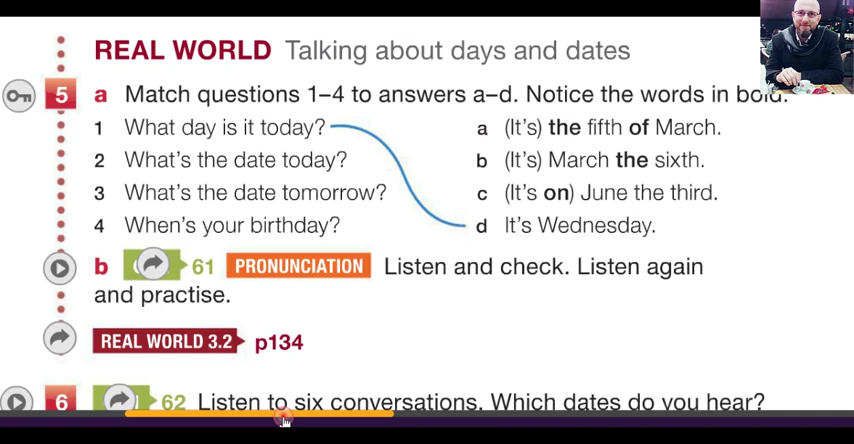 REAL WORLD Talking about days and dates
5 a Match questions 1–4 to answers a–d. Notice the words in bold.
1 What day is it today? a (It's) the fifth of March.
2 What's the date today? b (It's) March the sixth.
3 What's the date tomorrow? c (It's on) June the third.
4 When's your birthday? d It's Wednesday.
b 61 PRONUNCIATION Listen and check. Listen again
and practise.
REAL WORLD 3.2 p134
6 62 Listen to six conversations. Which dates do you hear?